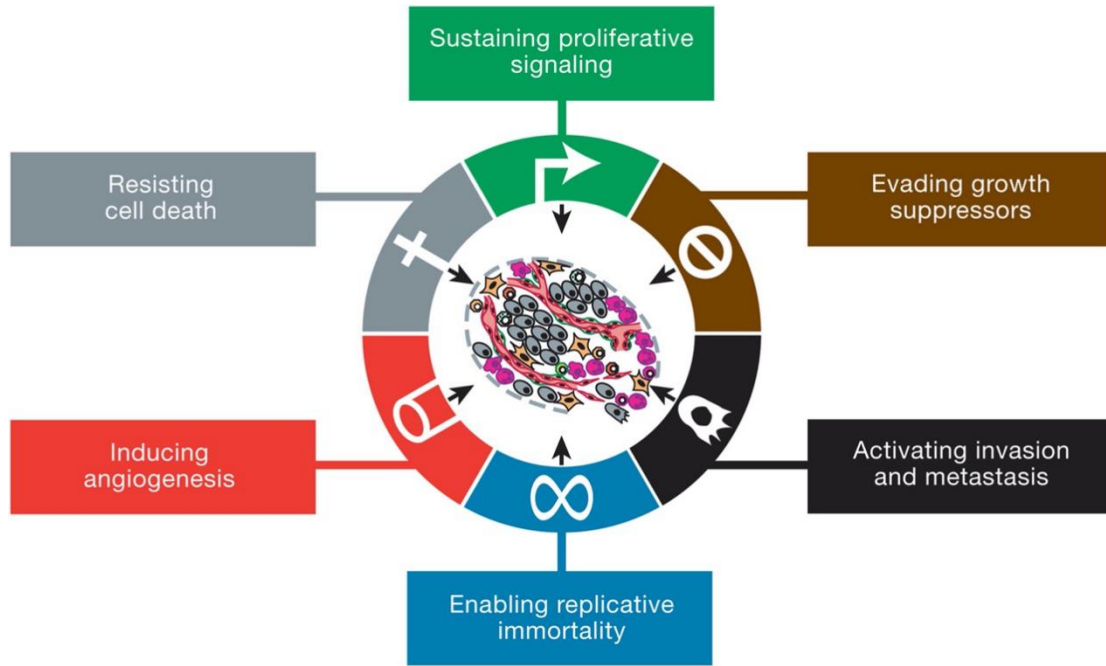 Sustaining proliferative
signaling
Resisting
cell death
Evading growth
suppressors
Inducing
angiogenesis
Activating invasion
and metastasis
Enabling replicative
immortality